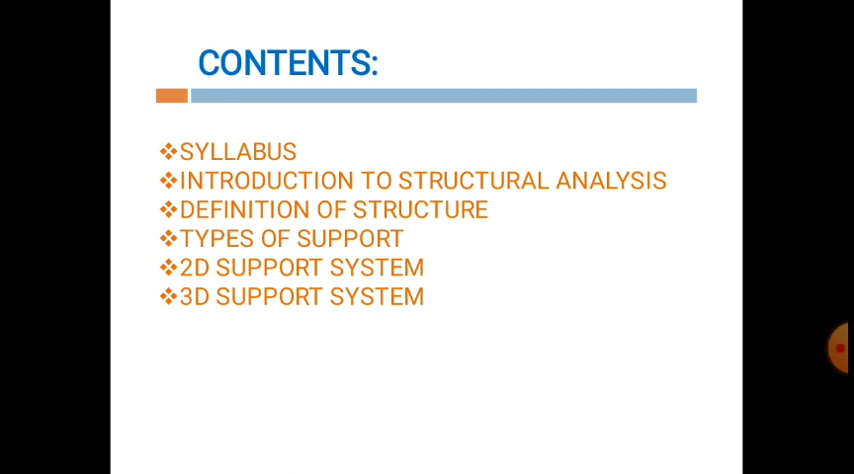 CONTENTS:
❖SYLLABUS
❖INTRODUCTION TO STRUCTURAL ANALYSIS
❖DEFINITION OF STRUCTURE
❖TYPES OF SUPPORT
❖2D SUPPORT SYSTEM
❖3D SUPPORT SYSTEM